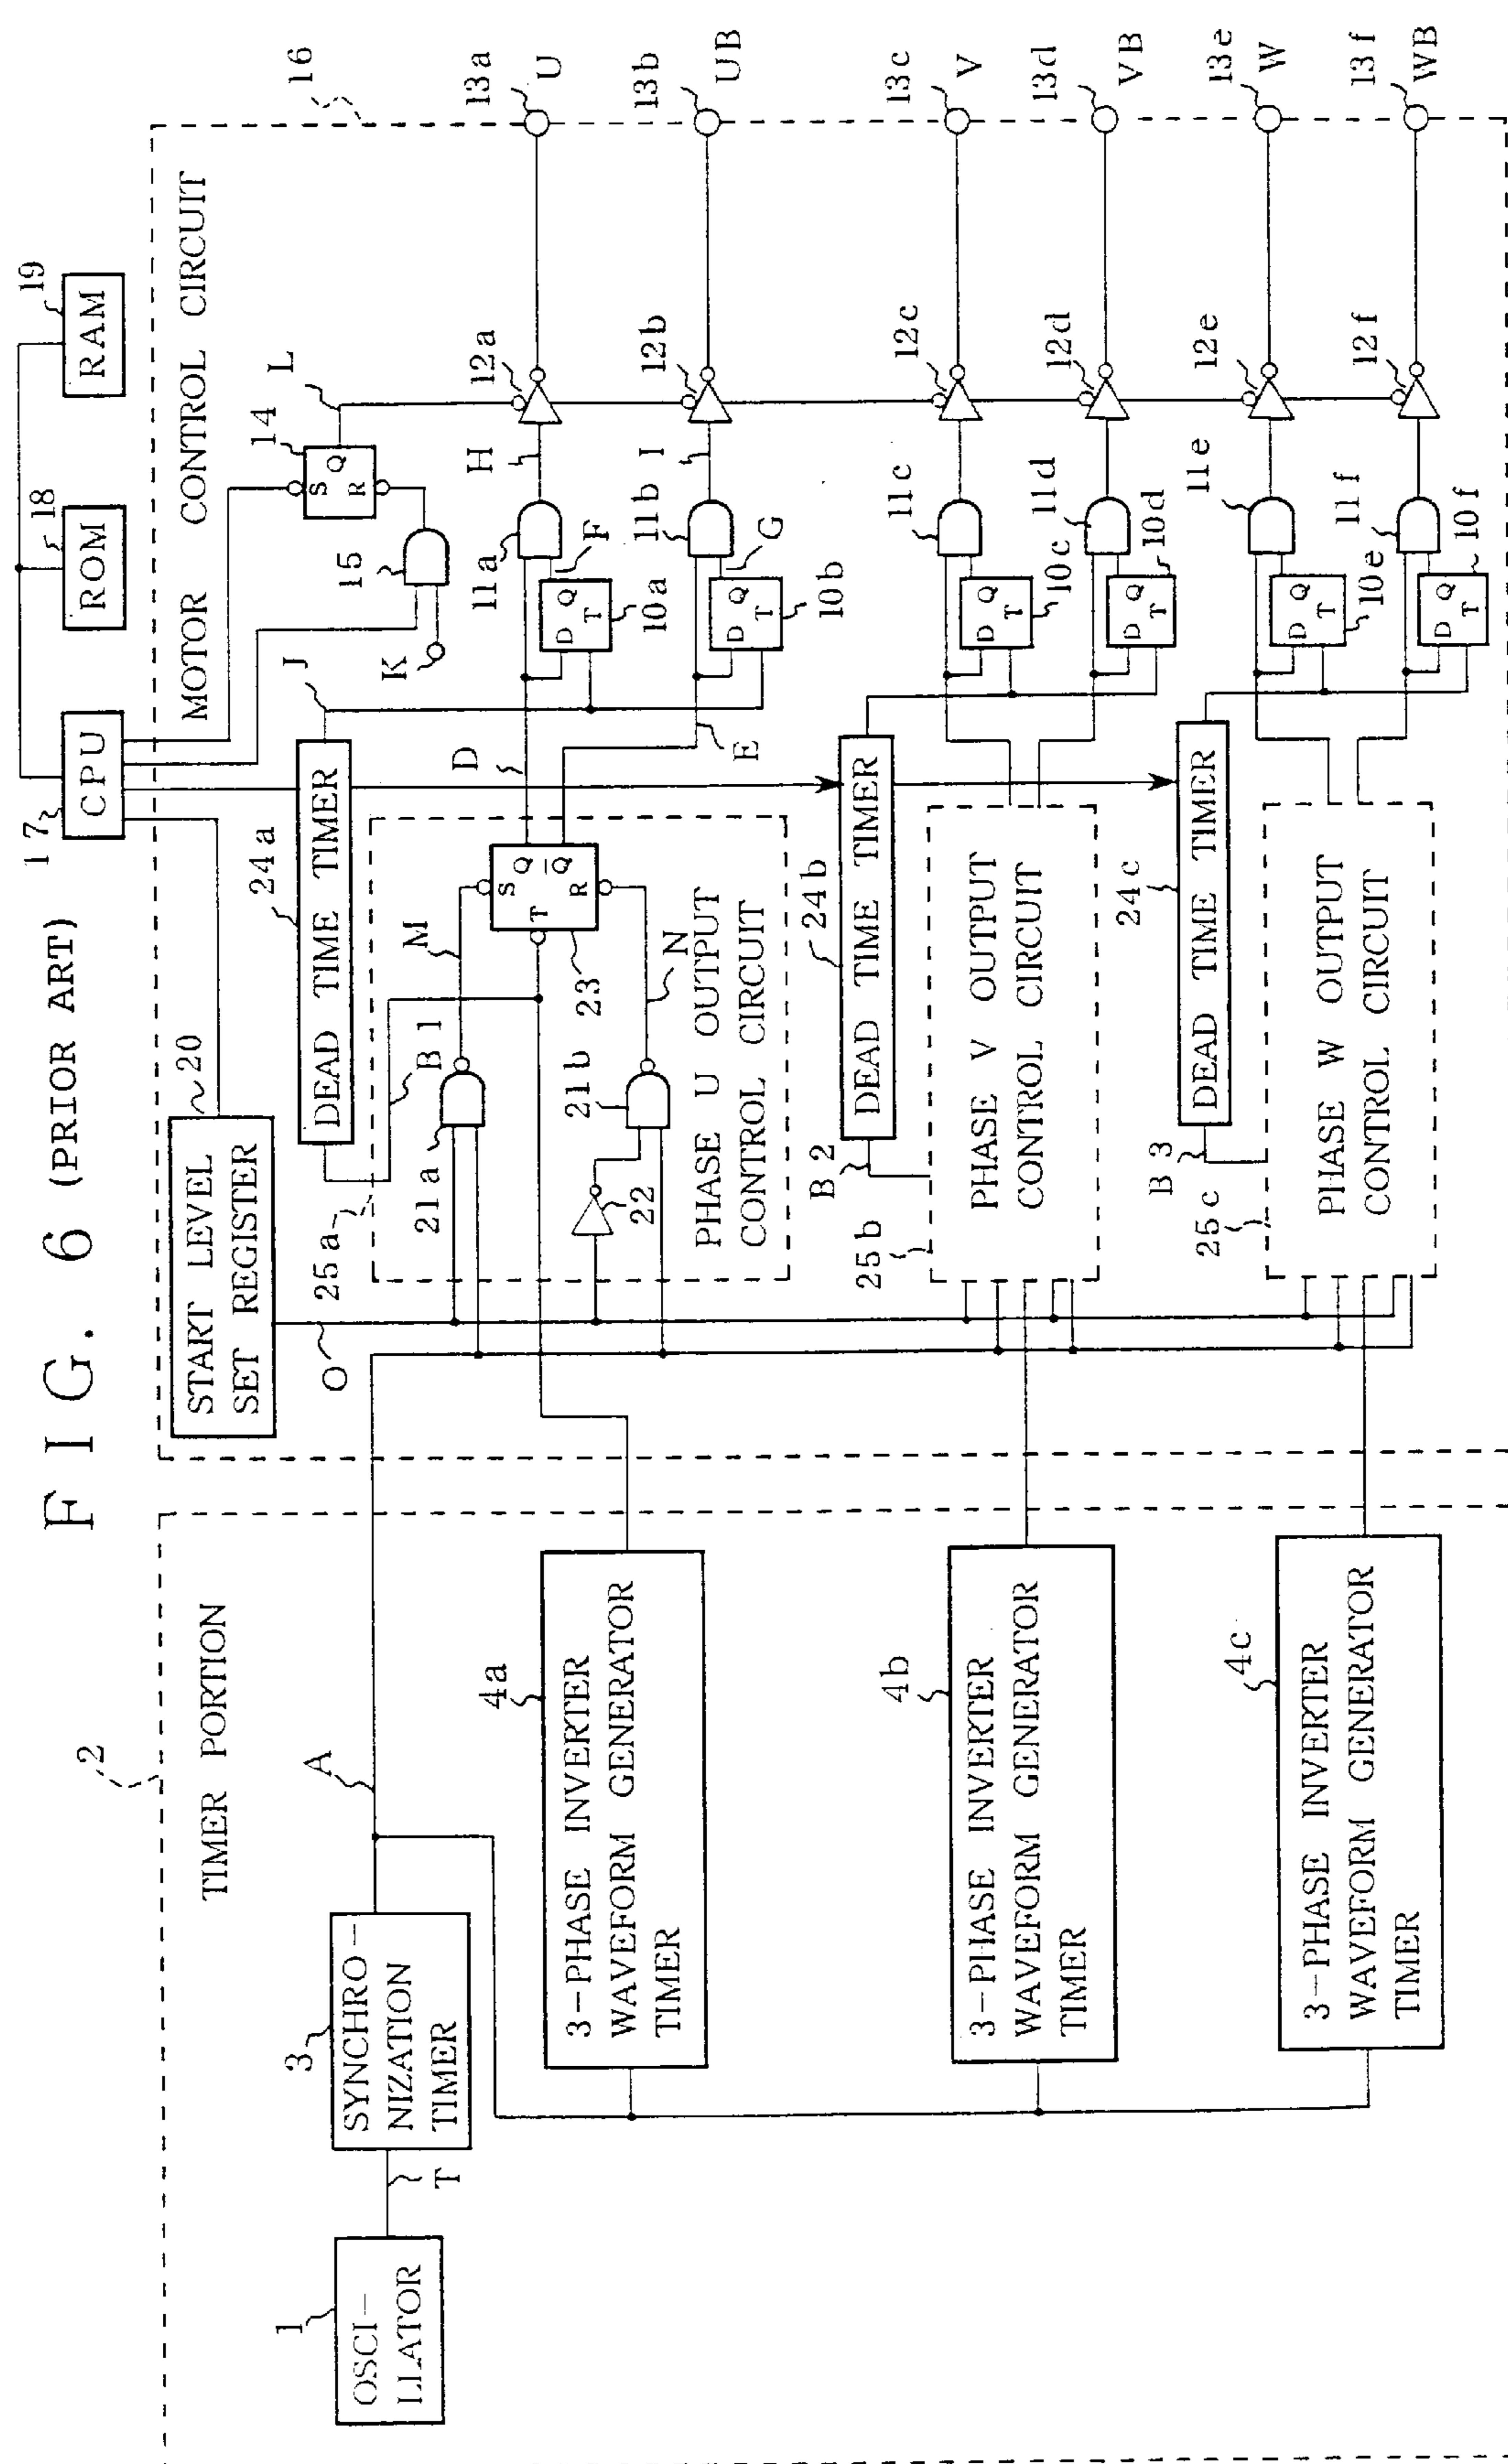 F I G. 6 (PRIOR ART)
2
TIMER PORTION
1
OSCI-
LLATOR
T
3
SYNCHRO-
NIZATION
TIMER
A
4a
3-PHASE INVERTER
WAVEFORM GENERATOR
TIMER
4b
3-PHASE INVERTER
WAVEFORM GENERATOR
TIMER
4c
3-PHASE INVERTER
WAVEFORM GENERATOR
TIMER
17
CPU
18
ROM
19
RAM
16
MOTOR CONTROL CIRCUIT
20
START LEVEL
SET REGISTER
O
24a
DEAD TIME TIMER
J
25a
B1
21a
M
22
21b
N
23
S
Q
T
Q
R
D
E
PHASE U OUTPUT
CONTROL CIRCUIT
K
15
14
S
Q
R
L
11a
H
12a
13a
U
D Q
T
10a
F
11b
I
12b
13b
UB
D Q
T
10b
G
24b
DEAD TIME TIMER
B2
25b
PHASE V OUTPUT
CONTROL CIRCUIT
11c
12c
13c
V
D Q
T
10c
11d
12d
13d
VB
D Q
T
10d
24c
DEAD TIME TIMER
B3
25c
PHASE W OUTPUT
CONTROL CIRCUIT
11e
12e
13e
W
D Q
T
10e
11f
12f
13f
WB
D Q
T
10f